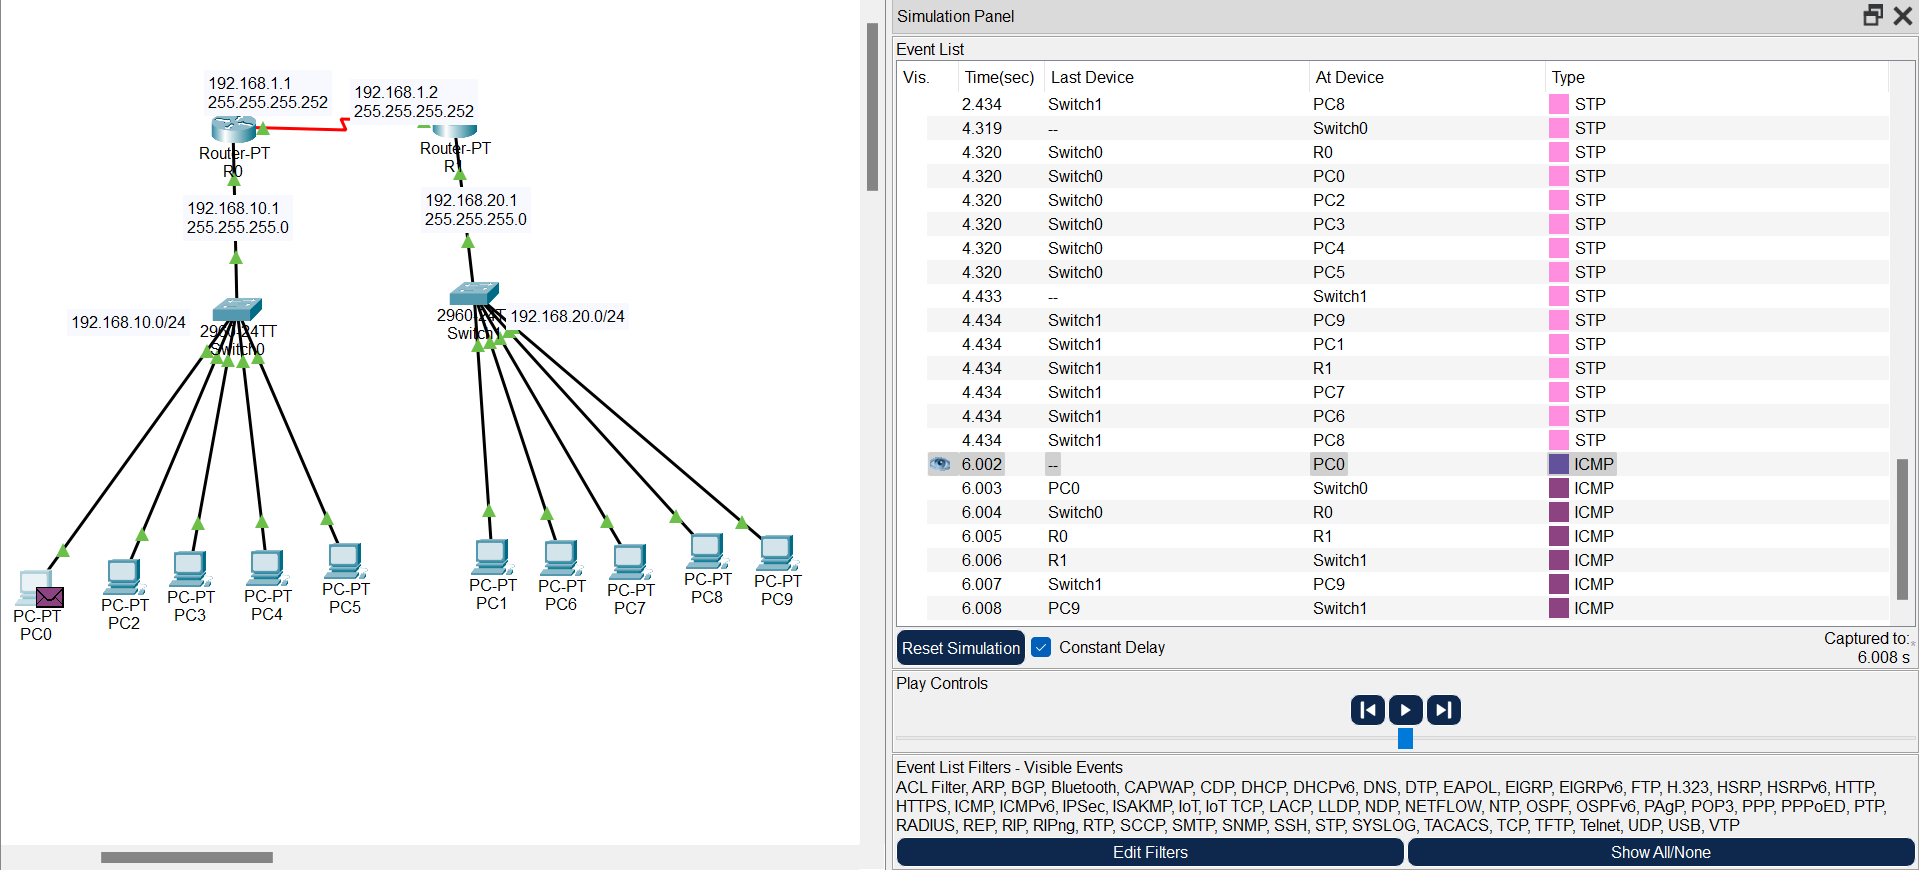 192.168.1.1
255.255.255.252
192.168.1.2
255.255.255.252
Router-PT
R0
Router-PT
192.168.10.1
255.255.255.0
192.168.20.1
255.255.255.0
192.168.10.0/24
2960-24TT
Switch0
192.168.20.0/24
PC-PT
PC0
PC-PT
PC2
PC-PT
PC3
PC-PT
PC4
PC-PT
PC5
PC-PT
PC1
PC-PT
PC6
PC-PT
PC7
PC-PT
PC8
PC-PT
PC9
Simulation Panel
Event List
Vis. Time(sec) Last Device At Device Type
2.434 Switch1 PC8 STP
4.319 -- Switch0 STP
4.320 Switch0 R0 STP
4.320 Switch0 PC0 STP
4.320 Switch0 PC2 STP
4.320 Switch0 PC3 STP
4.320 Switch0 PC4 STP
4.320 Switch0 PC5 STP
4.433 -- Switch1 STP
4.434 Switch1 PC9 STP
4.434 Switch1 PC1 STP
4.434 Switch1 R1 STP
4.434 Switch1 PC7 STP
4.434 Switch1 PC6 STP
4.434 Switch1 PC8 STP
6.002 -- PC0 ICMP
6.003 PC0 Switch0 ICMP
6.004 Switch0 R0 ICMP
6.005 R0 R1 ICMP
6.006 R1 Switch1 ICMP
6.007 Switch1 PC9 ICMP
6.008 PC9 Switch1 ICMP
Reset Simulation Constant Delay
Captured to:
6.008 s
Play Controls
Event List Filters - Visible Events
ACL Filter, ARP, BGP, Bluetooth, CAPWAP, CDP, DHCP, DHCPv6, DNS, DTP, EAPOL, EIGRP, EIGRPv6, FTP, H.323, HSRP, HSRPv6, HTTP,
HTTPS, ICMP, ICMPv6, IPSec, ISAKMP, IoT, IoT TCP, LACP, LLDP, NDP, NETFLOW, NTP, OSPF, OSPFv6, PAgP, POP3, PPP, PPPoED, PTP,
RADIUS, REP, RIP, RIPng, RTP, SCCP, SMTP, SNMP, SSH, STP, SYSLOG, TACACS, TCP, TFTP, Telnet, UDP, USB, VTP
Edit Filters Show All/None